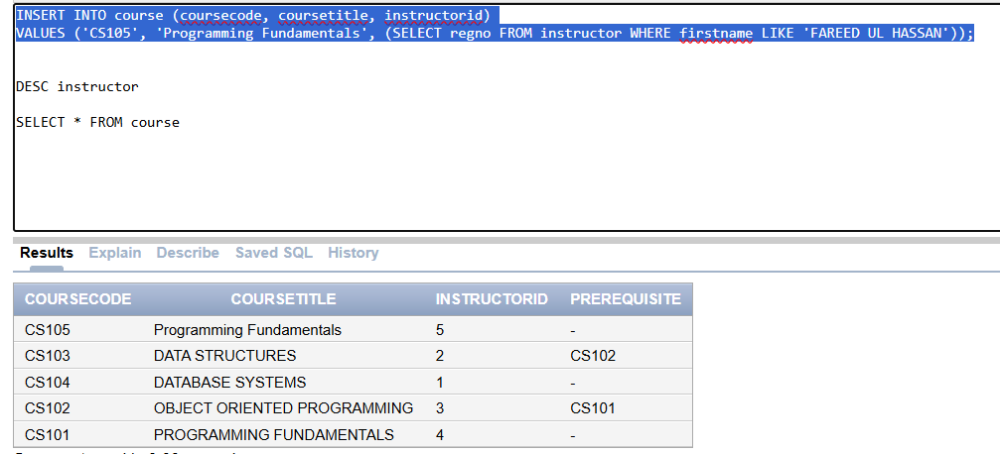 INSERT INTO course (coursecode, coursetitle, instructorid)
VALUES ('CS105', 'Programming Fundamentals', (SELECT regno FROM instructor WHERE firstname LIKE 'FAREED UL HASSAN'));
DESC instructor
SELECT * FROM course
Results Explain Describe Saved SQL History
COURSECODE COURSETITLE INSTRUCTORID PREREQUISITE
CS105 Programming Fundamentals 5 -
CS103 DATA STRUCTURES 2 CS102
CS104 DATABASE SYSTEMS 1 -
CS102 OBJECT ORIENTED PROGRAMMING 3 CS101
CS101 PROGRAMMING FUNDAMENTALS 4 -